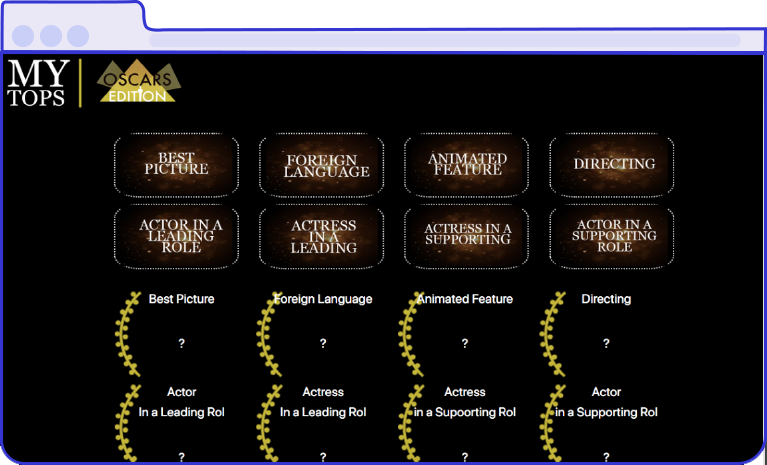 MY
TOPS
OSCARS
EDITION
BEST
PICTURE
FOREIGN
LANGUAGE
ANIMATED
FEATURE
DIRECTING
ACTOR IN A
LEADING
ROLE
ACTRESS
IN A
LEADING
ACTRESS IN A
SUPPORTING
ACTOR IN A
SUPPORTING
ROLE
Best Picture
Foreign Language
Animated Feature
Directing
?
?
?
?
Actor
In a Leading Rol
Actress
In a Leading Rol
Actress
in a Supoorting Rol
Actor
in a Supporting Rol
?
?
?
?